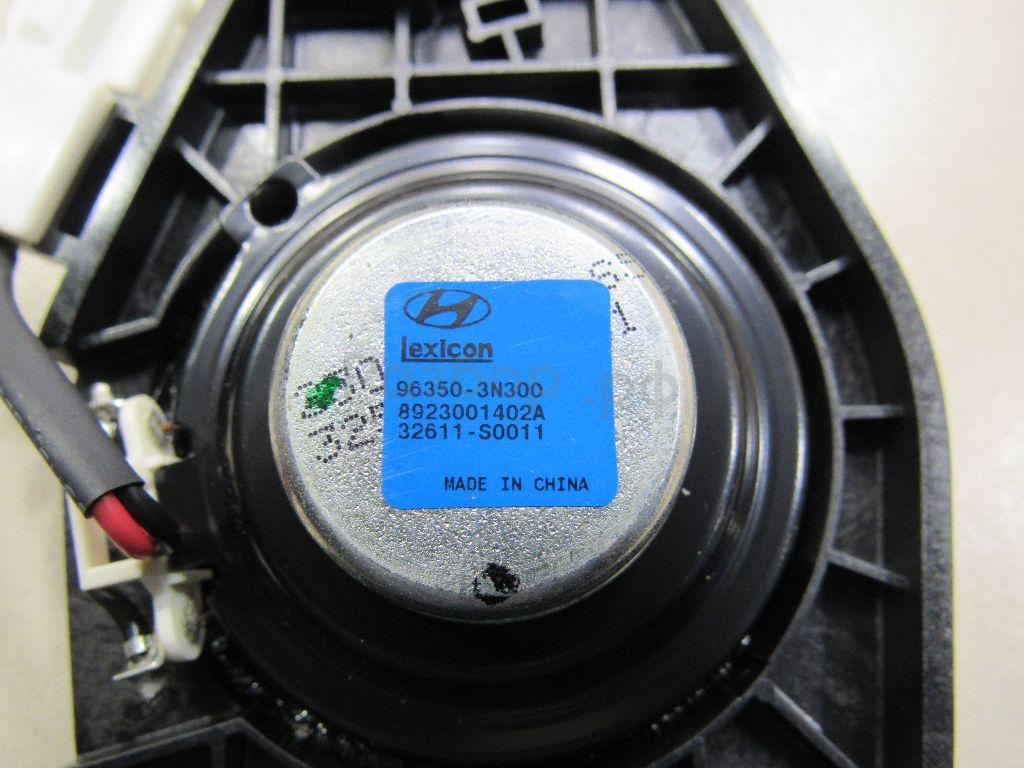 Lexicon
96350-3N300
8923001402A
32611-S0011
MADE IN CHINA